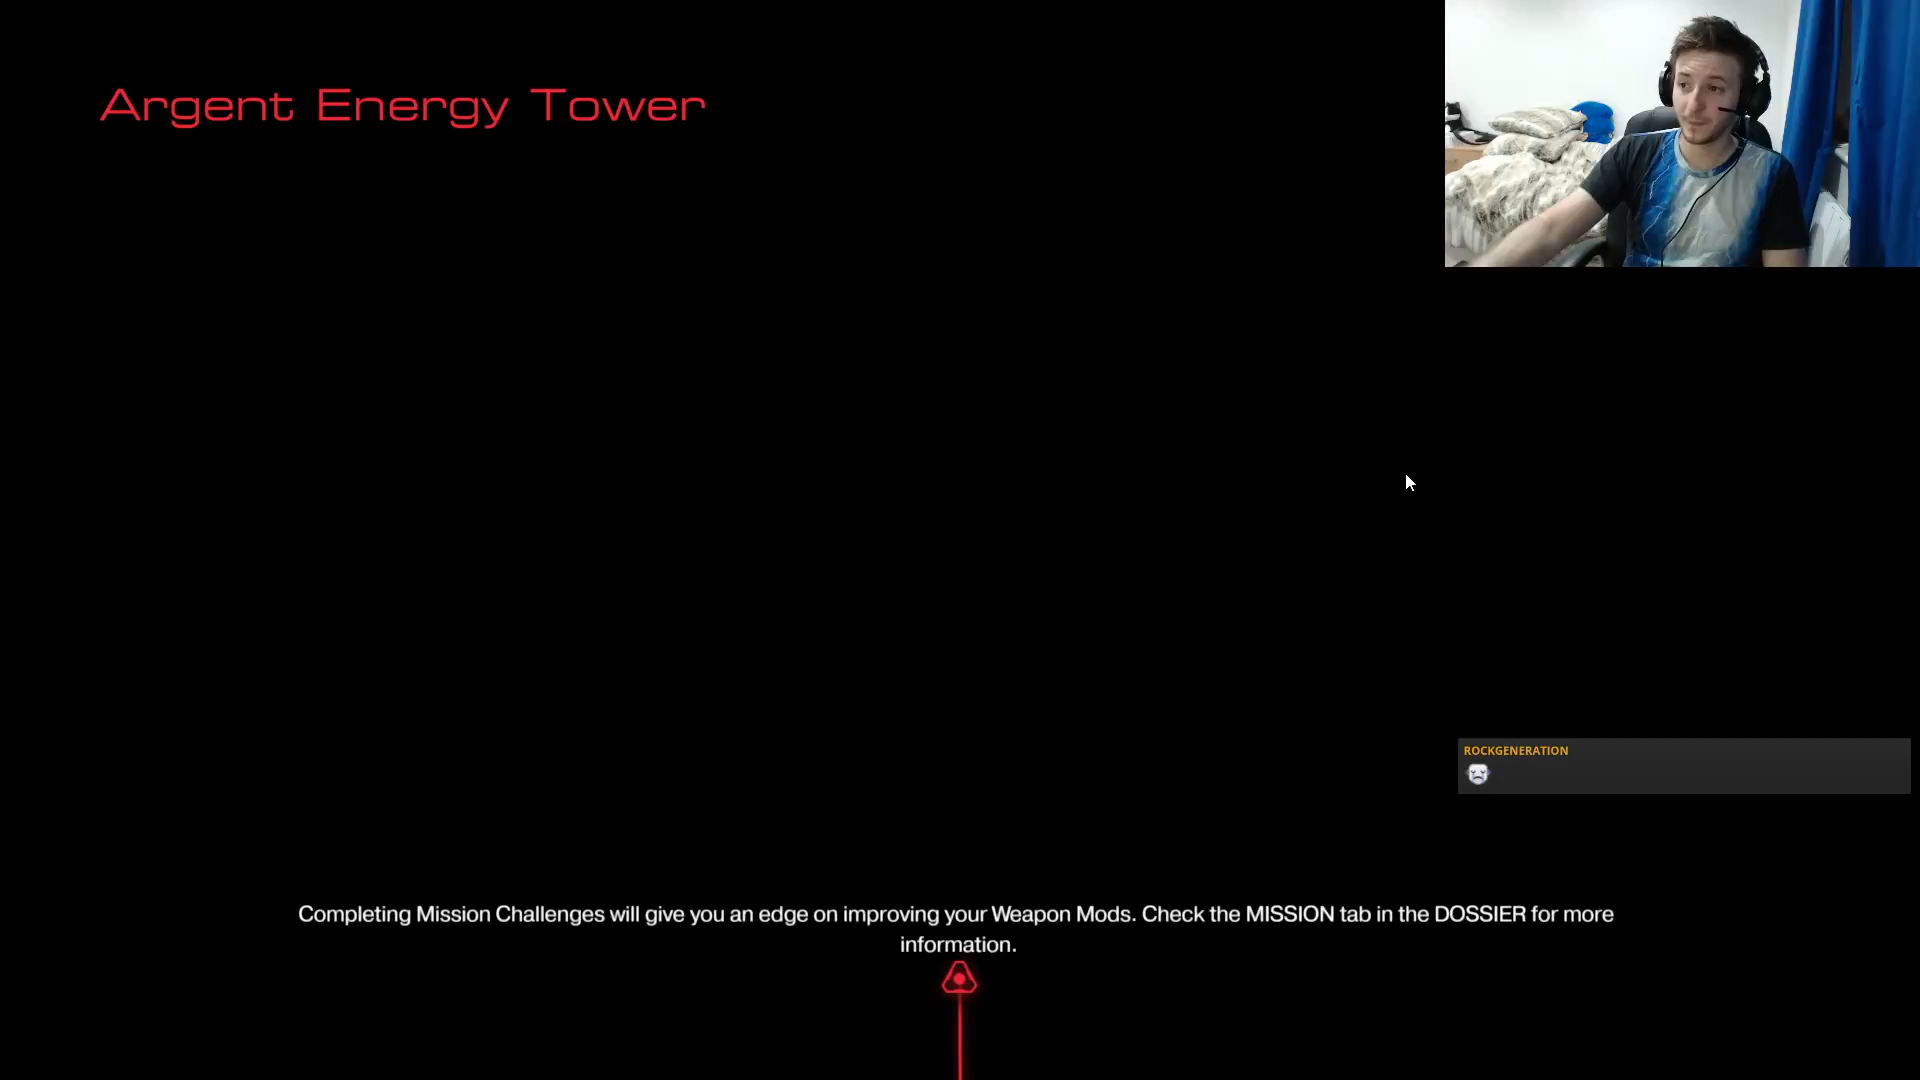 Argent Energy Tower
ROCKGENERATION
Completing Mission Challenges will give you an edge on improving your Weapon Mods. Check the MISSION tab in the DOSSIER for more
information.